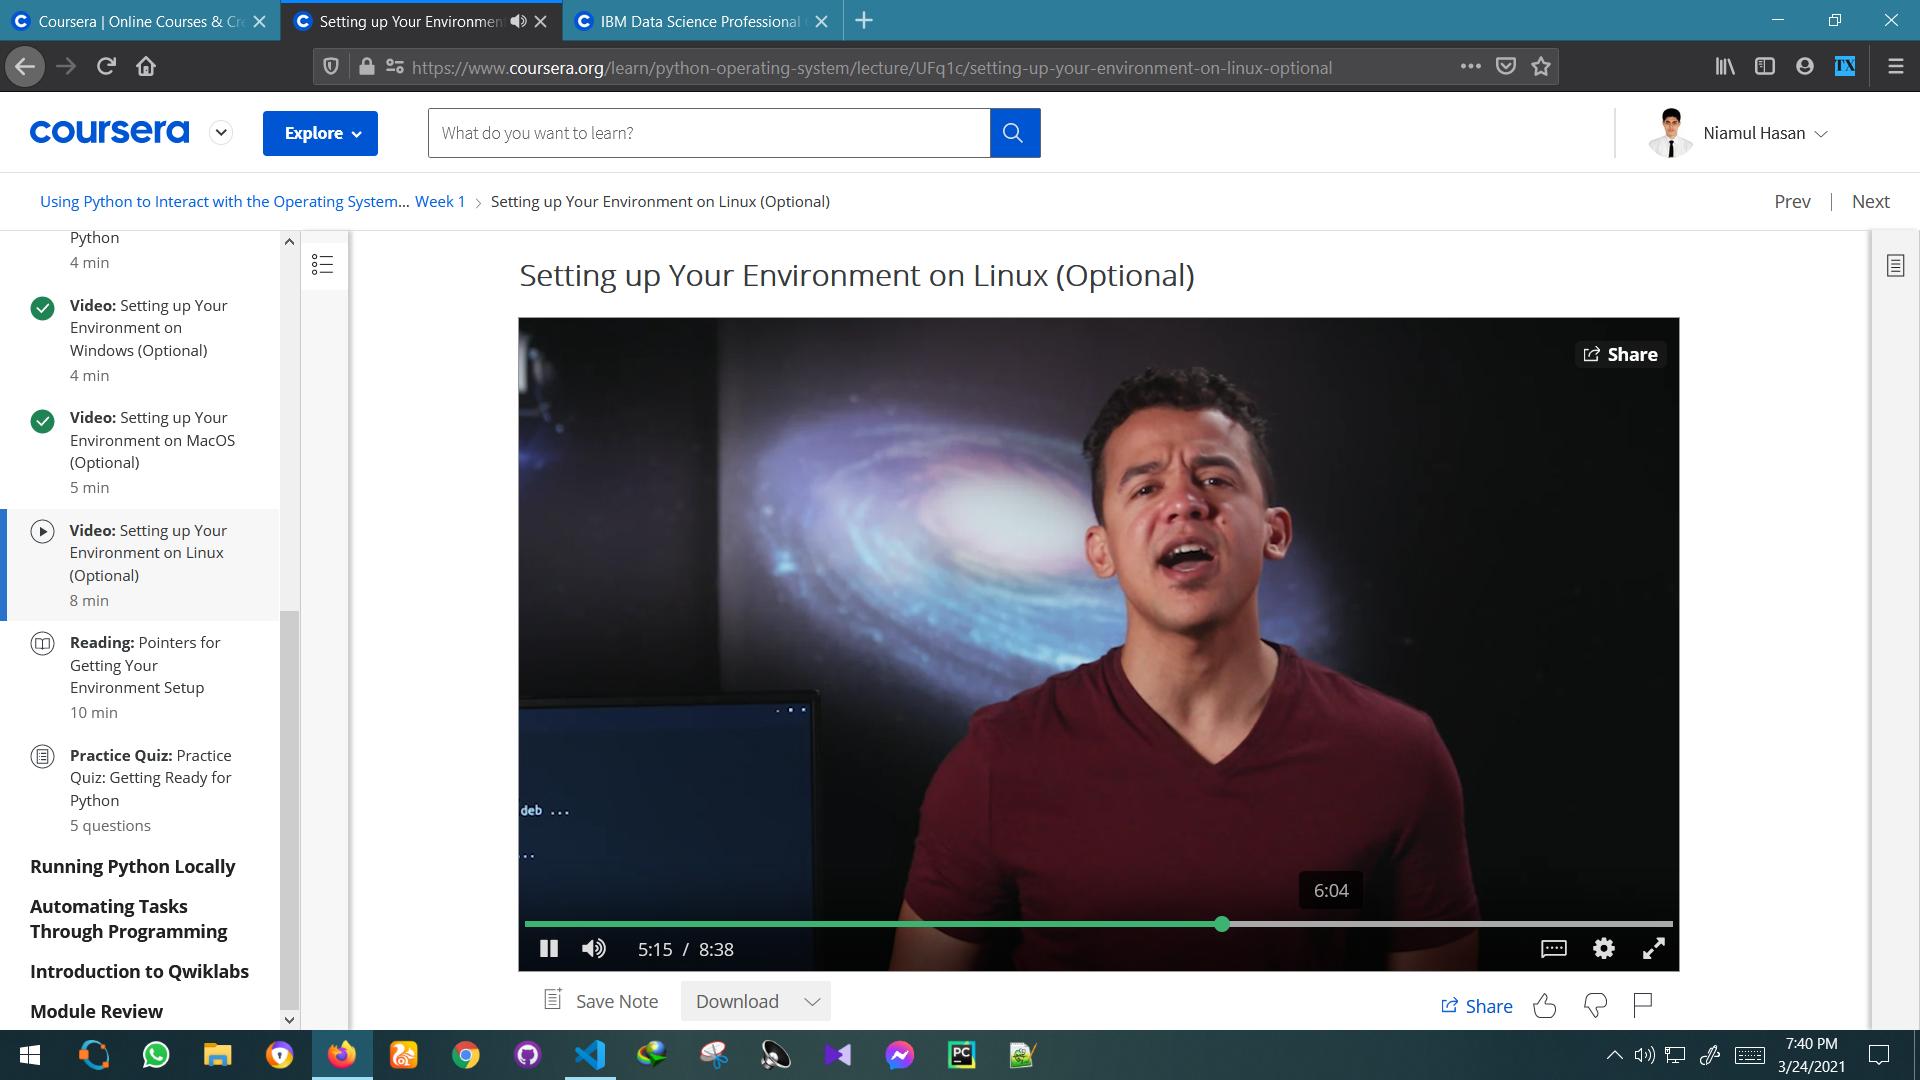 Coursera | Online Courses & Cre
Setting up Your Environmen
IBM Data Science Professional
https://www.coursera.org/learn/python-operating-system/lecture/UFq1c/setting-up-your-environment-on-linux-optional
TX
coursera
Explore
What do you want to learn?
Niamul Hasan
Using Python to Interact with the Operating System... Week 1 > Setting up Your Environment on Linux (Optional)
Prev | Next
Python
4 min
Video: Setting up Your
Environment on
Windows (Optional)
4 min
Video: Setting up Your
Environment on MacOS
(Optional)
5 min
Video: Setting up Your
Environment on Linux
(Optional)
8 min
Reading: Pointers for
Getting Your
Environment Setup
10 min
Practice Quiz: Practice
Quiz: Getting Ready for
Python
5 questions
Running Python Locally
Automating Tasks
Through Programming
Introduction to Qwiklabs
Module Review
Setting up Your Environment on Linux (Optional)
Share
deb ...
6:04
5:15 / 8:38
Save Note
Download
Share
PC
7:40 PM
3/24/2021